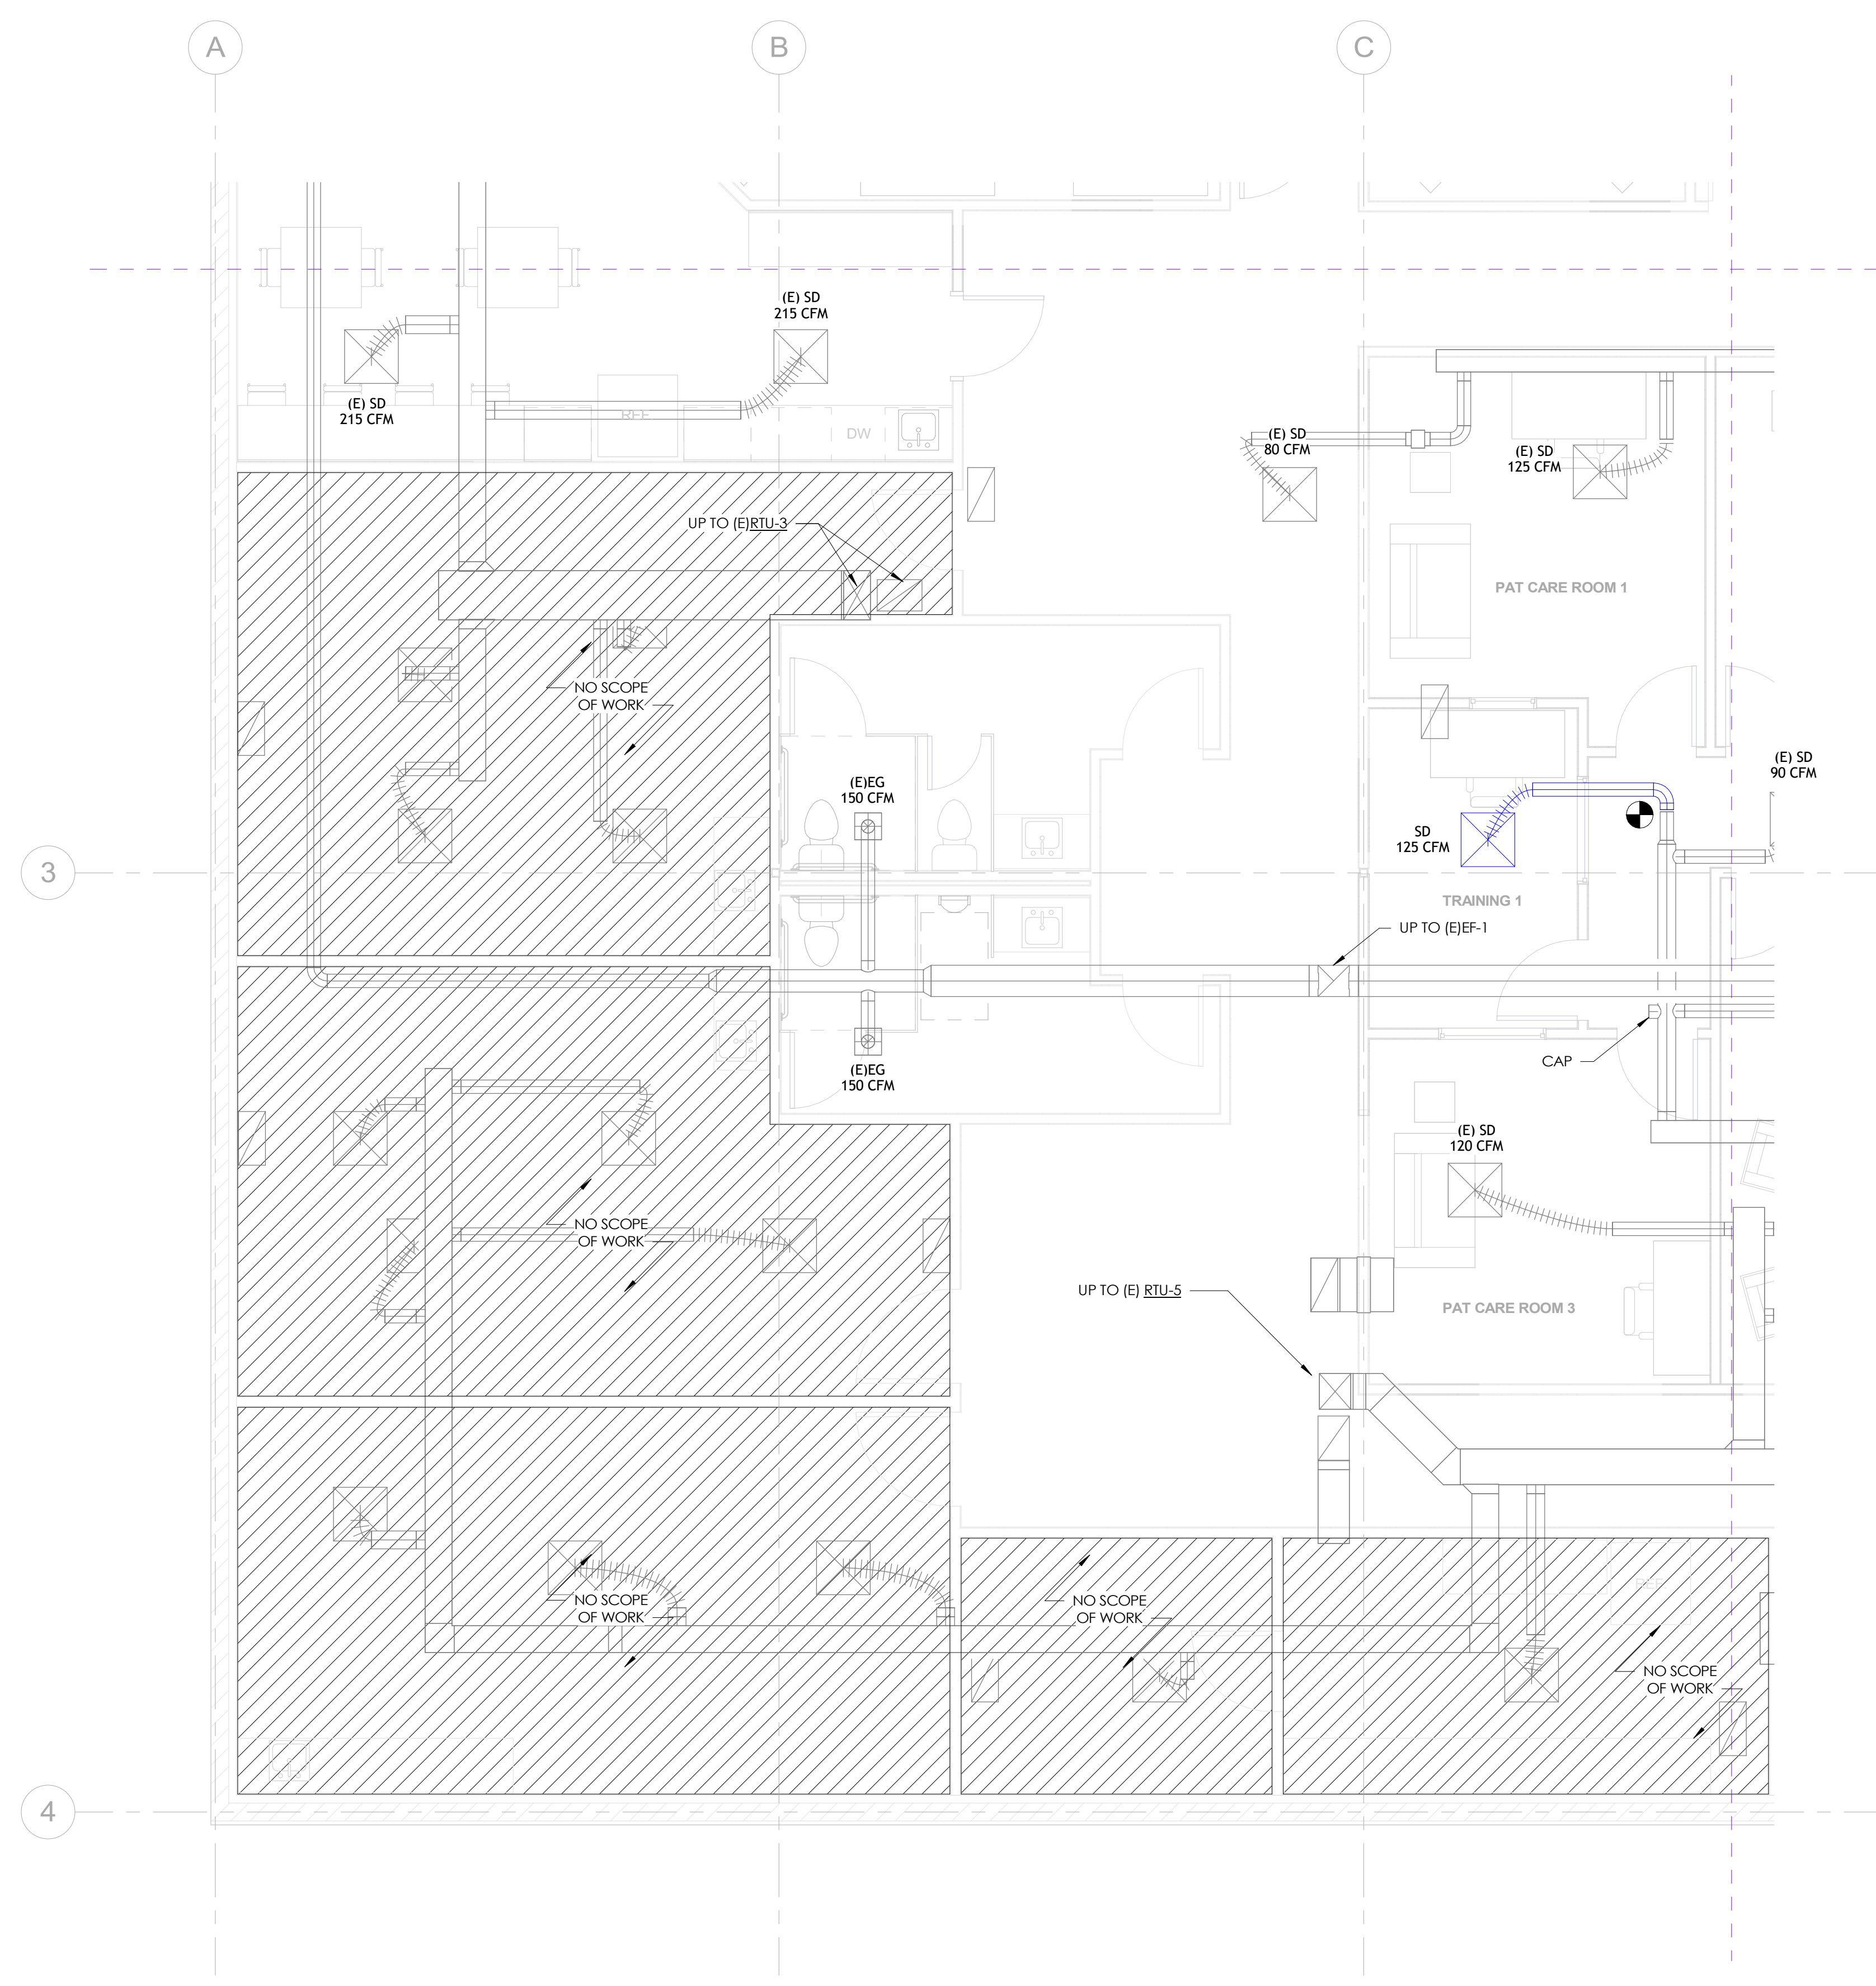 A
B
C
(E) SD
215 CFM
(E) SD
215 CFM
REF
DW
(E) SD
80 CFM
(E) SD
125 CFM
UP TO (E)RTU-3
PAT CARE ROOM 1
NO SCOPE
OF WORK
(E)EG
150 CFM
(E) SD
90 CFM
SD
125 CFM
3
TRAINING 1
UP TO (E)EF-1
CAP
(E)EG
150 CFM
(E) SD
120 CFM
NO SCOPE
OF WORK
UP TO (E) RTU-5
PAT CARE ROOM 3
REF
NO SCOPE
OF WORK
NO SCOPE
OF WORK
NO SCOPE
OF WORK
4